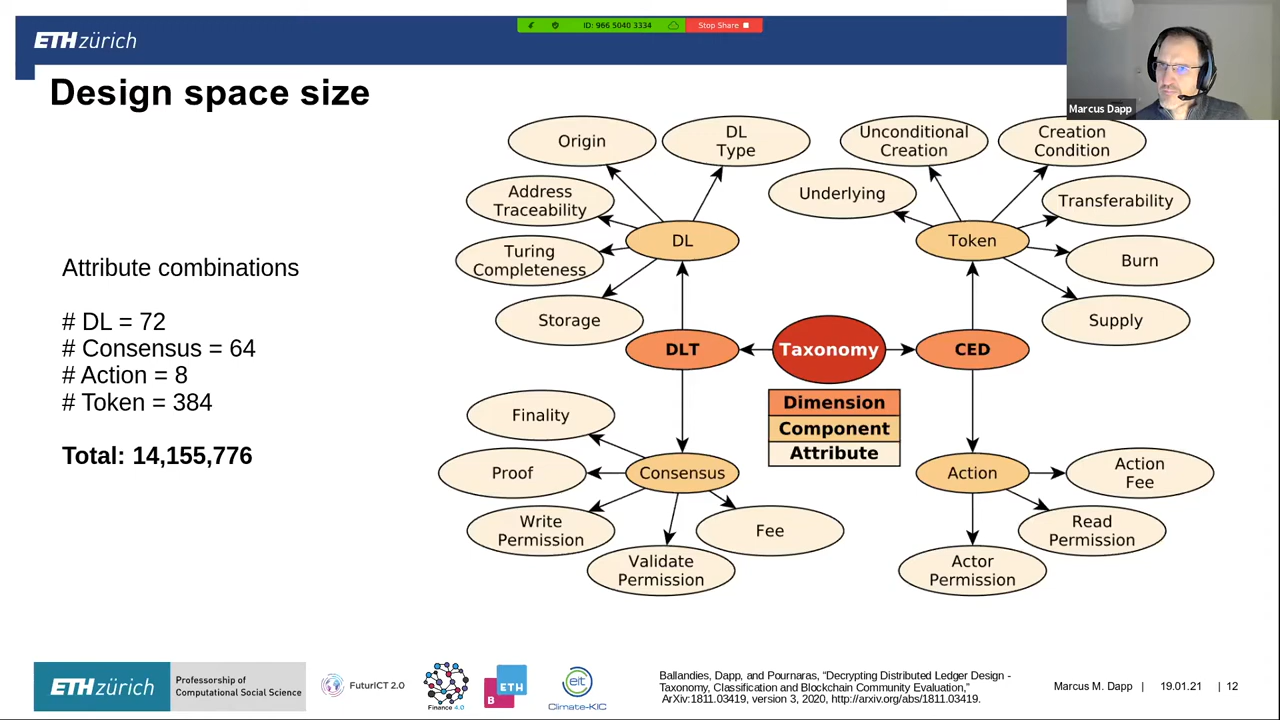 ETH zürich
ID: 966 5040 3334
Stop Share
Marcus Dapp
Design space size
Attribute combinations
# DL = 72
# Consensus = 64
# Action = 8
# Token = 384
Total: 14,155,776
Origin
DL
Type
Address
Traceability
Turing
Completeness
Storage
DL
Unconditional
Creation
Creation
Condition
Underlying
Transferability
Token
Burn
Supply
DLT
Taxonomy
CED
Dimension
Component
Attribute
Finality
Proof
Consensus
Write
Permission
Validate
Permission
Fee
Action
Action
Fee
Read
Permission
Actor
Permission
ETH zürich
Professorship of
Computational Social Science
FuturICT 2.0
Finance 4.0
B
ETH
eit
Climate-KIC
Ballandies, Dapp, and Pournaras, “Decrypting Distributed Ledger Design -
Taxonomy, Classification and Blockchain Community Evaluation,”
ArXiv:1811.03419, version 3, 2020, http://arxiv.org/abs/1811.03419.
Marcus M. Dapp | 19.01.21 | 12